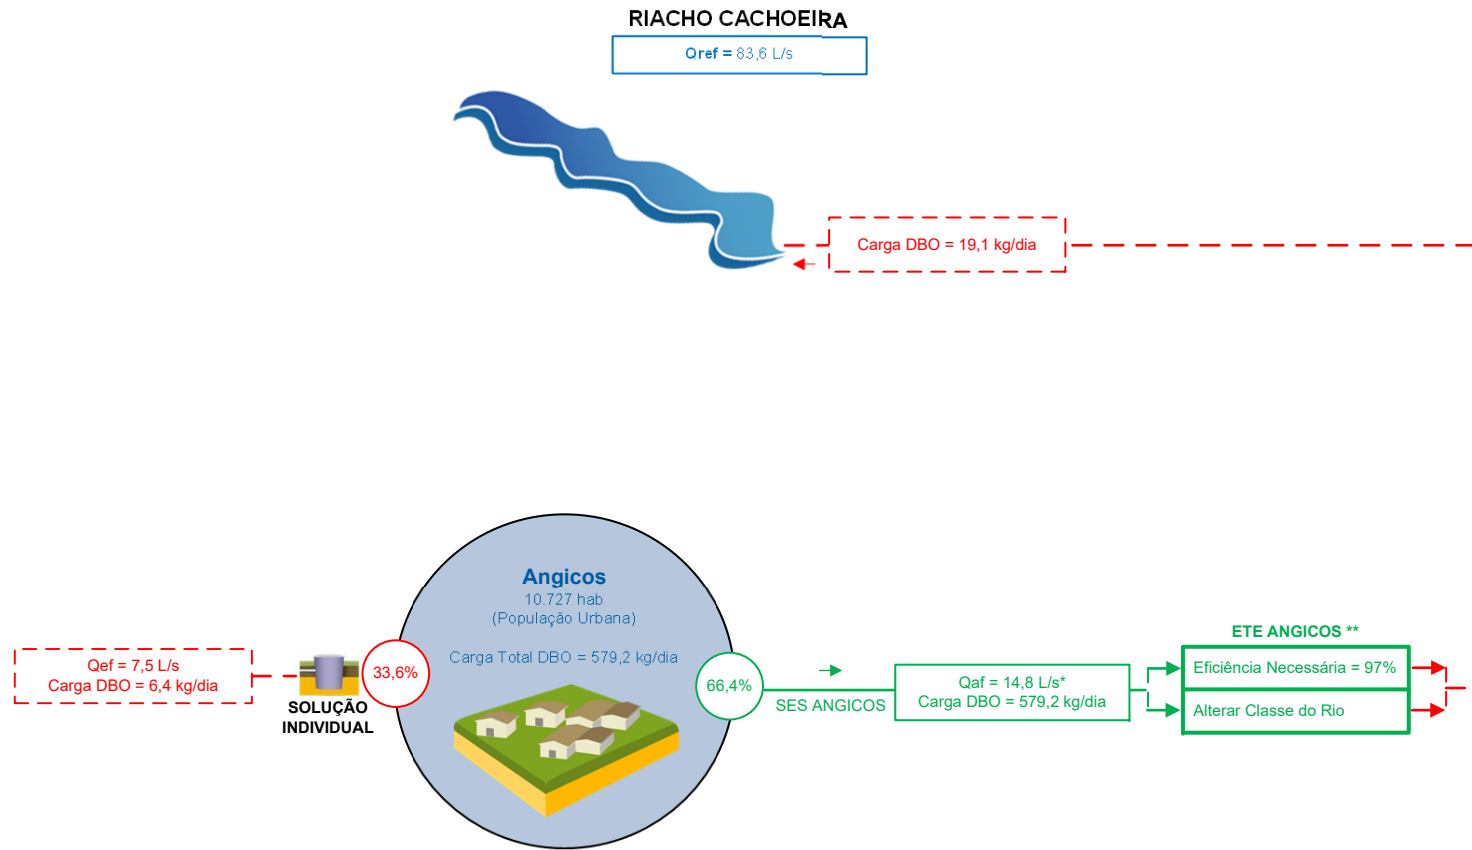 RIACHO CACHOEIRA
Qref = 83,6 L/s
Carga DBO = 19,1 kg/dia
Angicos
10.727 hab
(População Urbana)
Carga Total DBO = 579,2 kg/dia
Qef = 7,5 L/s
Carga DBO = 6,4 kg/dia
SOLUÇÃO
INDIVIDUAL
33,6%
66,4%
SES ANGICOS
Qaf = 14,8 L/s*
Carga DBO = 579,2 kg/dia
ETE ANGICOS **
Eficiência Necessária = 97%
Alterar Classe do Rio